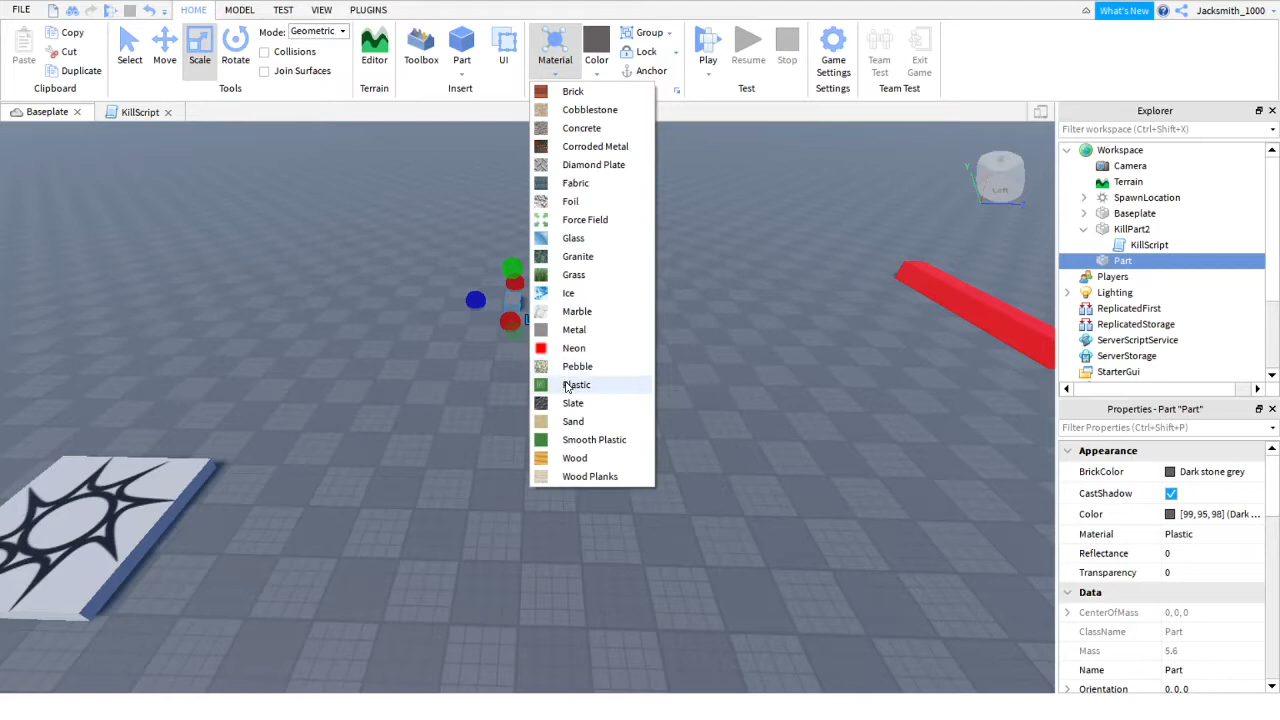 FILE HOME MODEL TEST VIEW PLUGINS What's New Jacksmith_1000
Paste Copy Cut Duplicate Clipboard
Select Move Scale Rotate Mode: Geometric Collisions Join Surfaces Tools
Editor Terrain
Toolbox Part UI Insert
Material Color Group Lock Anchor
Play Resume Stop Test
Game Settings Settings
Team Test Exit Game Team Test
Baseplate KillScript
Brick
Cobblestone
Concrete
Corroded Metal
Diamond Plate
Fabric
Foil
Force Field
Glass
Granite
Grass
Ice
Marble
Metal
Neon
Pebble
Plastic
Slate
Sand
Smooth Plastic
Wood
Wood Planks
Y
Left
Explorer
Filter workspace (Ctrl+Shift+X)
Workspace
Camera
Terrain
SpawnLocation
Baseplate
KillPart2
KillScript
Part
Players
Lighting
ReplicatedFirst
ReplicatedStorage
ServerScriptService
ServerStorage
StarterGui
Properties - Part "Part"
Filter Properties (Ctrl+Shift+P)
Appearance
BrickColor Dark stone grey
CastShadow
Color [99, 95, 98] (Dark ...
Material Plastic
Reflectance 0
Transparency 0
Data
CenterOfMass 0, 0, 0
ClassName Part
Mass 5.6
Name Part
Orientation 0, 0, 0